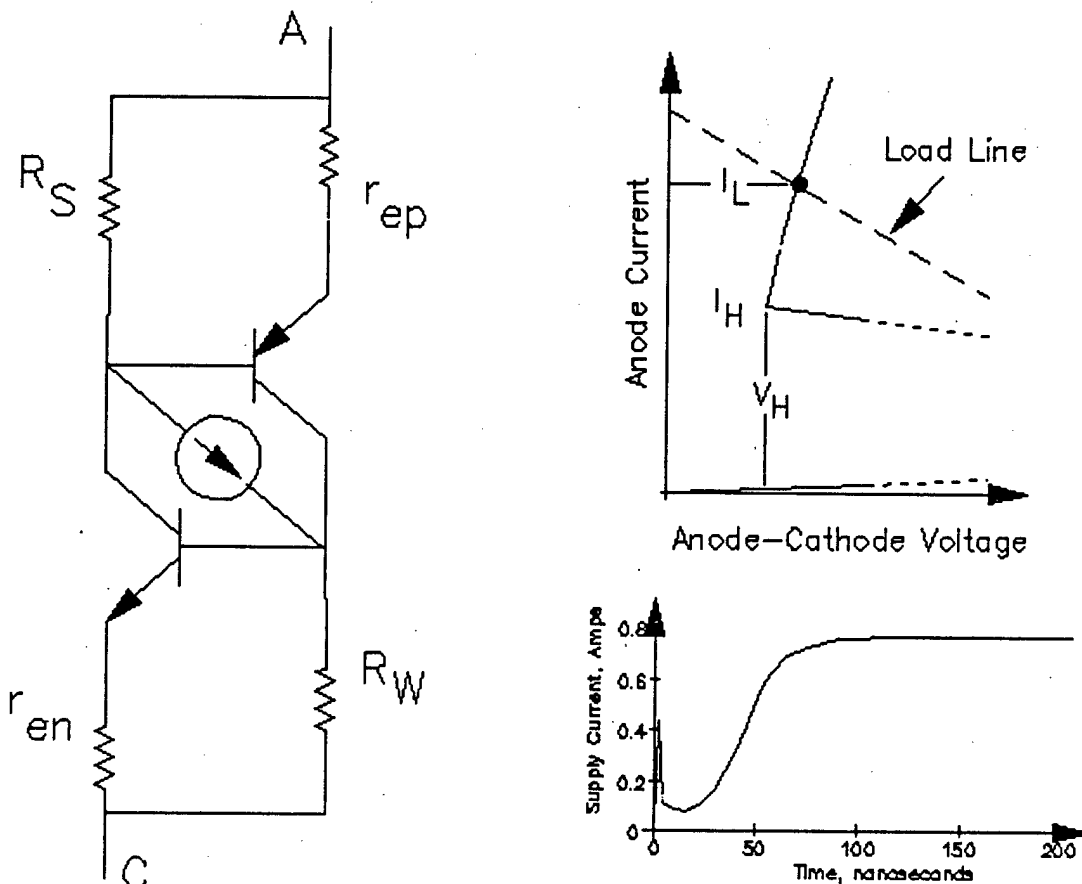 A
R_S
r_ep
r_en
R_W
C
Load Line
I_L
I_H
V_H
Anode Current
Anode-Cathode Voltage
Supply Current, Amps
0.8
0.6
0.4
0.2
0
0 50 100 150 200
Time, nanoseconds